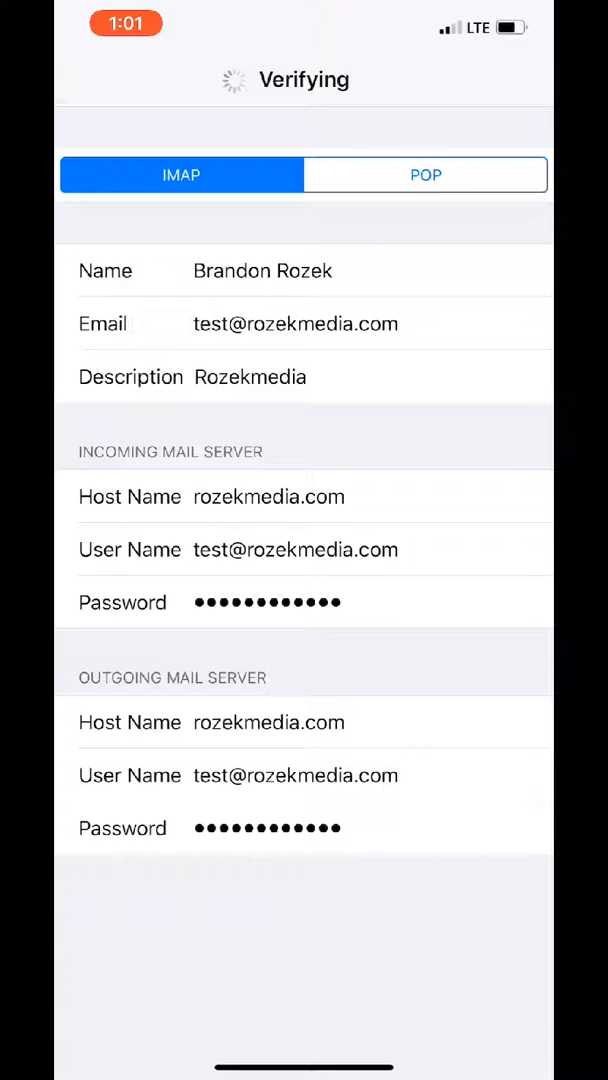 1:01 LTE
Verifying
IMAP POP
Name Brandon Rozek
Email test@rozekmedia.com
Description Rozekmedia
INCOMING MAIL SERVER
Host Name rozekmedia.com
User Name test@rozekmedia.com
Password ●●●●●●●●●●●●
OUTGOING MAIL SERVER
Host Name rozekmedia.com
User Name test@rozekmedia.com
Password ●●●●●●●●●●●●